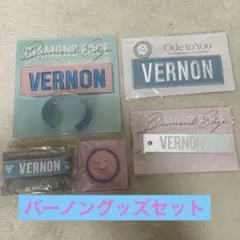 DIAMOND EDGE
VERNON
Ode to You
VERNON
DIAMOND EDGE
VERNON
VERNON
バーノングッズセット